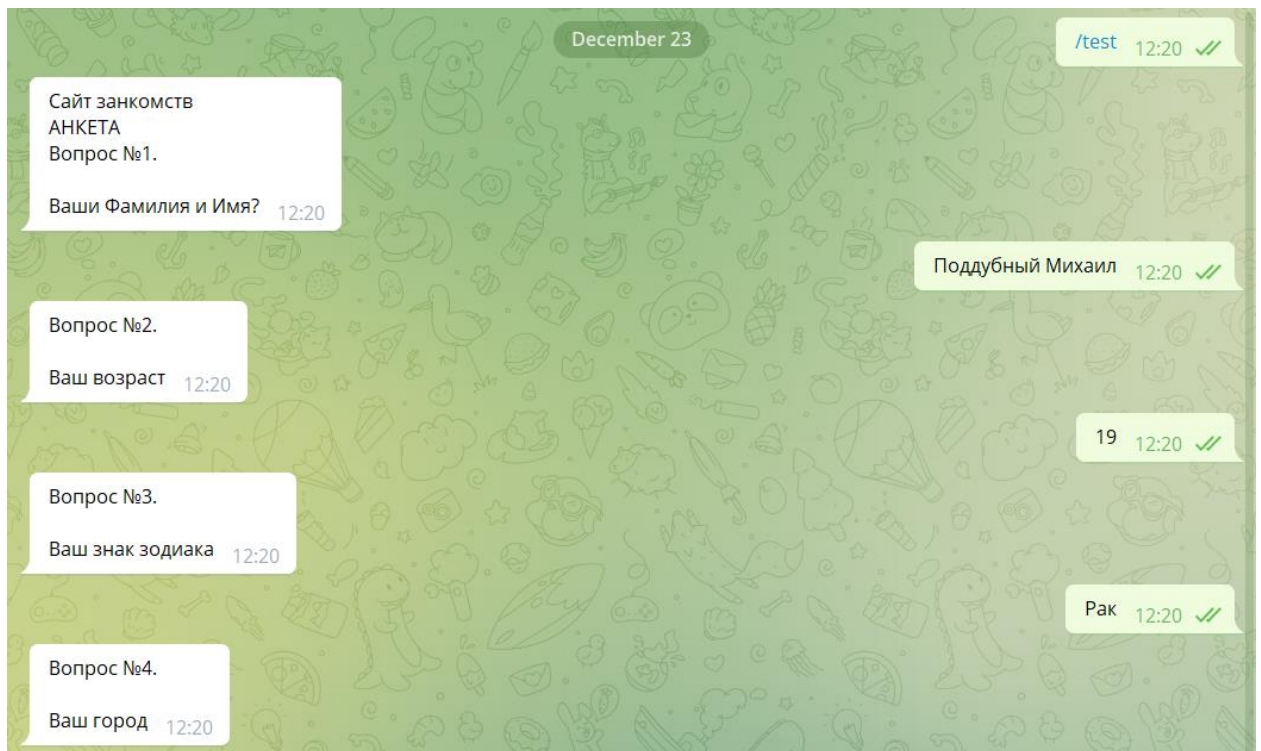 December 23
/test 12:20
Сайт занкомств
АНКЕТА
Вопрос №1.
Ваши Фамилия и Имя? 12:20
Поддубный Михаил 12:20
Вопрос №2.
Ваш возраст 12:20
19 12:20
Вопрос №3.
Ваш знак зодиака 12:20
Рак 12:20
Вопрос №4.
Ваш город 12:20